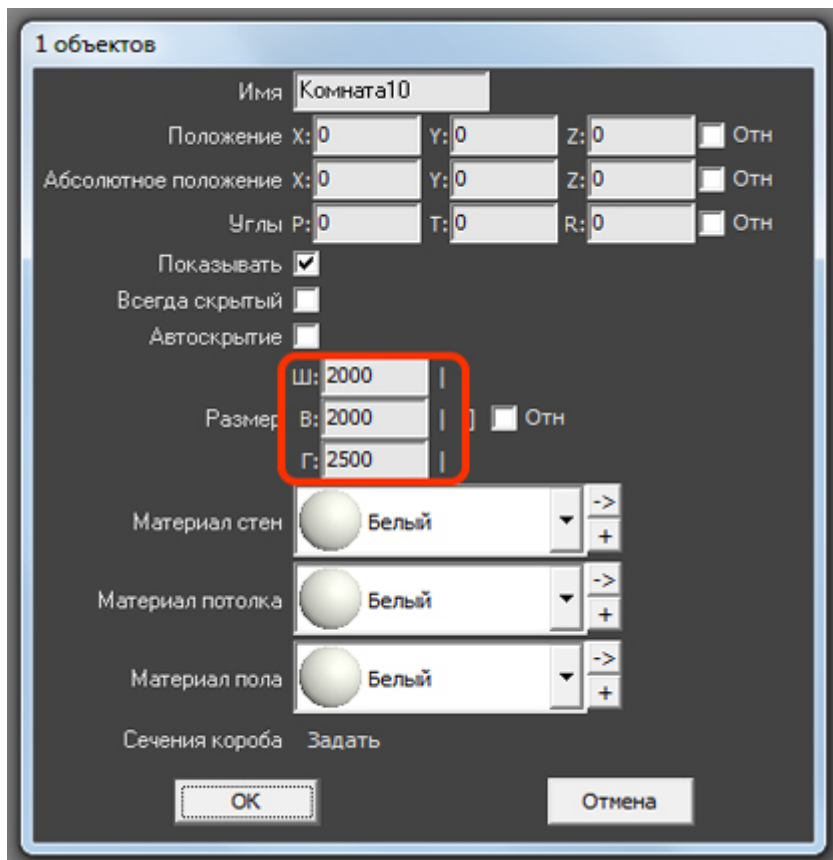 1 объектов
Имя Комната10
Положение X: 0 Y: 0 Z: 0 Отн
Абсолютное положение X: 0 Y: 0 Z: 0 Отн
Углы P: 0 T: 0 R: 0 Отн
Показывать
Всегда скрытый
Автоскрытие
Ш: 2000 |
Размер В: 2000 | ] Отн
Г: 2500 |
Материал стен Белый ->
+
Материал потолка Белый ->
+
Материал пола Белый ->
+
Сечения короба Задать
OK Отмена